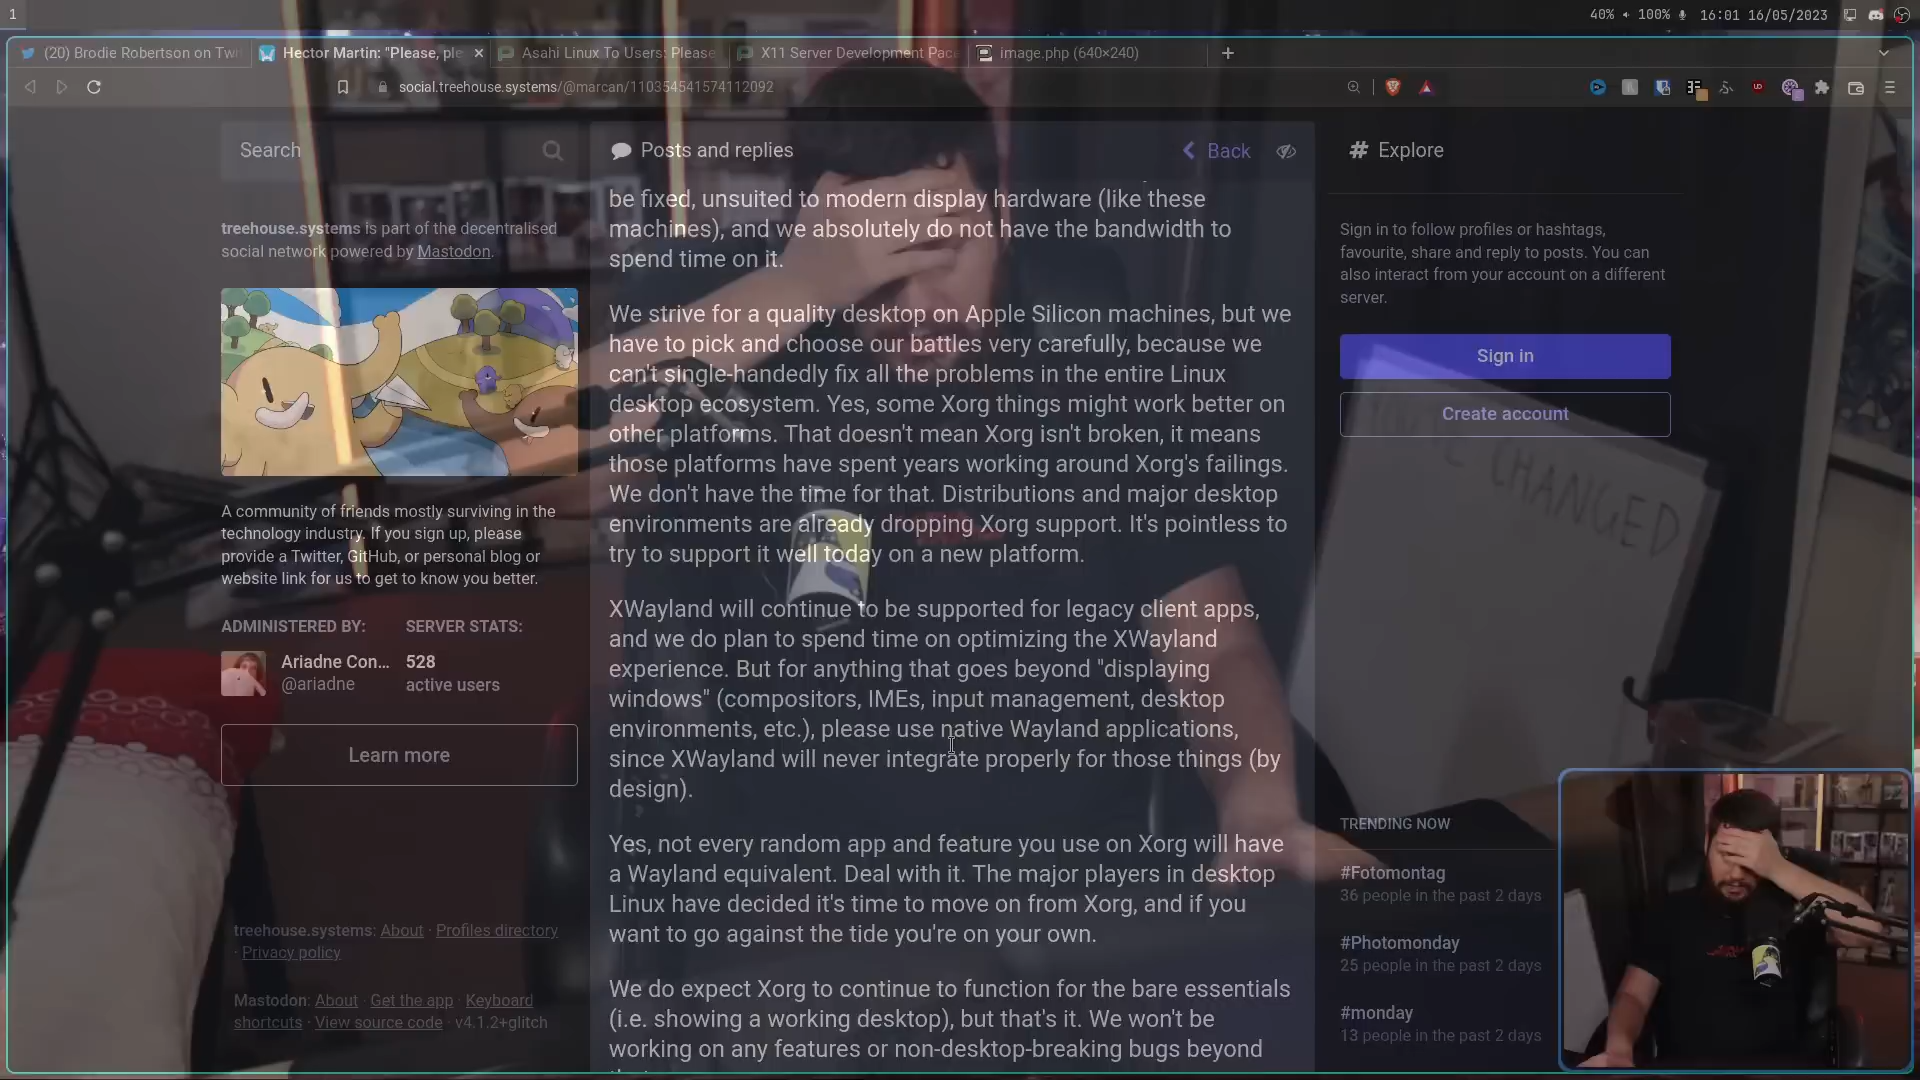 1
40% 100% 16:01 16/05/2023
(20) Brodie Robertson on Twi
Hector Martin: "Please, ple
Asahi Linux To Users: Please
X11 Server Development Pace
image.php (640×240)
social.treehouse.systems/@marcan/110354541574112092
Search
treehouse.systems is part of the decentralised
social network powered by Mastodon.
A community of friends mostly surviving in the
technology industry. If you sign up, please
provide a Twitter, GitHub, or personal blog or
website link for us to get to know you better.
ADMINISTERED BY:
Ariadne Con...
@ariadne
SERVER STATS:
528
active users
Learn more
treehouse.systems: About · Profiles directory
· Privacy policy
Mastodon: About · Get the app · Keyboard
shortcuts · View source code · v4.1.2+glitch
Posts and replies
Back
be fixed, unsuited to modern display hardware (like these
machines), and we absolutely do not have the bandwidth to
spend time on it.
We strive for a quality desktop on Apple Silicon machines, but we
have to pick and choose our battles very carefully, because we
can't single-handedly fix all the problems in the entire Linux
desktop ecosystem. Yes, some Xorg things might work better on
other platforms. That doesn't mean Xorg isn't broken, it means
those platforms have spent years working around Xorg's failings.
We don't have the time for that. Distributions and major desktop
environments are already dropping Xorg support. It's pointless to
try to support it well today on a new platform.
XWayland will continue to be supported for legacy client apps,
and we do plan to spend time on optimizing the XWayland
experience. But for anything that goes beyond "displaying
windows" (compositors, IMEs, input management, desktop
environments, etc.), please use native Wayland applications,
since XWayland will never integrate properly for those things (by
design).
Yes, not every random app and feature you use on Xorg will have
a Wayland equivalent. Deal with it. The major players in desktop
Linux have decided it's time to move on from Xorg, and if you
want to go against the tide you're on your own.
We do expect Xorg to continue to function for the bare essentials
(i.e. showing a working desktop), but that's it. We won't be
working on any features or non-desktop-breaking bugs beyond
# Explore
Sign in to follow profiles or hashtags,
favourite, share and reply to posts. You can
also interact from your account on a different
server.
Sign in
Create account
CHANGED
TRENDING NOW
#Fotomontag
36 people in the past 2 days
#Photomonday
25 people in the past 2 days
#monday
13 people in the past 2 days